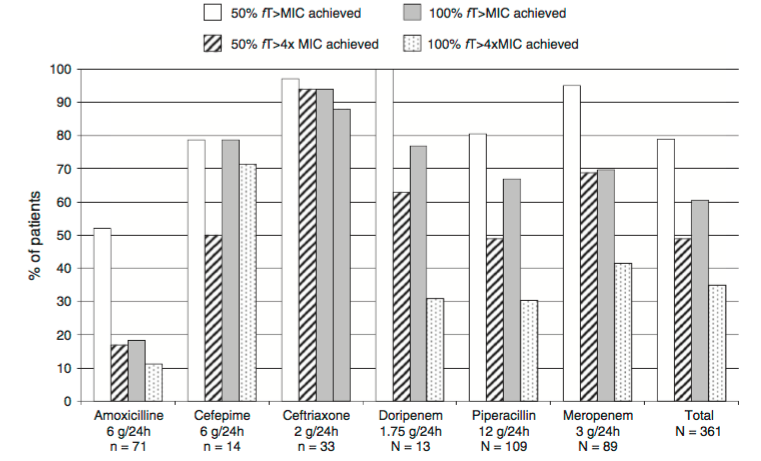 50% fT>MIC achieved
100% fT>MIC achieved
50% fT>4x MIC achieved
100% fT>4xMIC achieved
% of patients
100
90
80
70
60
50
40
30
20
10
0
Amoxicilline
6 g/24h
n = 71
Cefepime
6 g/24h
n = 14
Ceftriaxone
2 g/24h
n = 33
Doripenem
1.75 g/24h
N = 13
Piperacillin
12 g/24h
N = 109
Meropenem
3 g/24h
N = 89
Total
N = 361